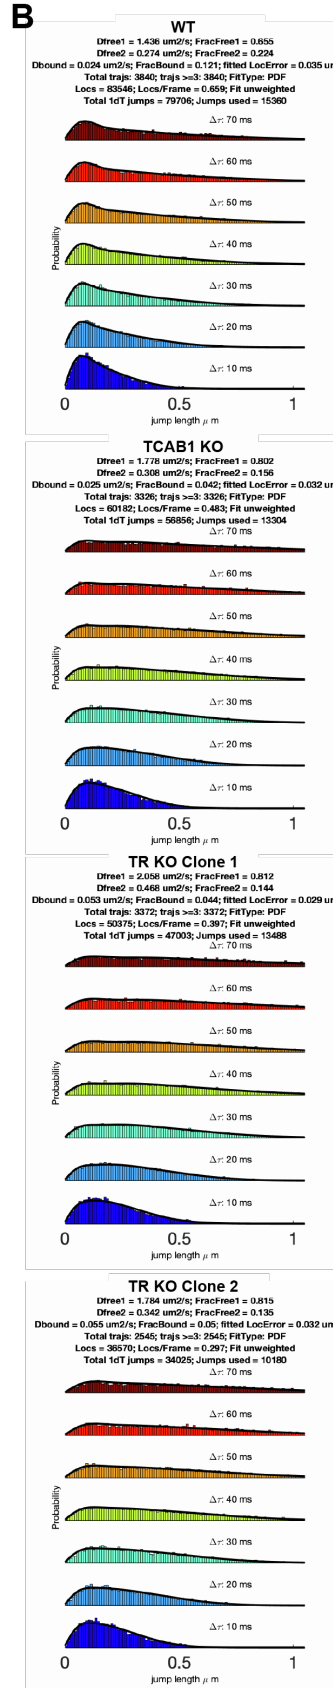 B
WT
Dfree1 = 1.436 um2/s; FracFree1 = 0.655
Dfree2 = 0.274 um2/s; FracFree2 = 0.224
Dbound = 0.024 um2/s; FracBound = 0.121; fitted LocError = 0.035 um
Total trajs: 3840; trajs >=3: 3840; FitType: PDF
Locs = 83546; Locs/Frame = 0.659; Fit unweighted
Total 1dT jumps = 79706; Jumps used = 15360
Δτ: 70 ms
Δτ: 60 ms
Δτ: 50 ms
Δτ: 40 ms
Δτ: 30 ms
Δτ: 20 ms
Δτ: 10 ms
Probability
0 0.5 1
jump length μ m
TCAB1 KO
Dfree1 = 1.778 um2/s; FracFree1 = 0.802
Dfree2 = 0.308 um2/s; FracFree2 = 0.156
Dbound = 0.025 um2/s; FracBound = 0.042; fitted LocError = 0.032 um
Total trajs: 3326; trajs >=3: 3326; FitType: PDF
Locs = 60182; Locs/Frame = 0.483; Fit unweighted
Total 1dT jumps = 56856; Jumps used = 13304
Δτ: 70 ms
Δτ: 60 ms
Δτ: 50 ms
Δτ: 40 ms
Δτ: 30 ms
Δτ: 20 ms
Δτ: 10 ms
Probability
0 0.5 1
jump length μ m
TR KO Clone 1
Dfree1 = 2.058 um2/s; FracFree1 = 0.812
Dfree2 = 0.468 um2/s; FracFree2 = 0.144
Dbound = 0.053 um2/s; FracBound = 0.044; fitted LocError = 0.029 um
Total trajs: 3372; trajs >=3: 3372; FitType: PDF
Locs = 50375; Locs/Frame = 0.397; Fit unweighted
Total 1dT jumps = 47003; Jumps used = 13488
Δτ: 70 ms
Δτ: 60 ms
Δτ: 50 ms
Δτ: 40 ms
Δτ: 30 ms
Δτ: 20 ms
Δτ: 10 ms
Probability
0 0.5 1
jump length μ m
TR KO Clone 2
Dfree1 = 1.784 um2/s; FracFree1 = 0.815
Dfree2 = 0.342 um2/s; FracFree2 = 0.135
Dbound = 0.055 um2/s; FracBound = 0.05; fitted LocError = 0.032 um
Total trajs: 2545; trajs >=3: 2545; FitType: PDF
Locs = 36570; Locs/Frame = 0.297; Fit unweighted
Total 1dT jumps = 34025; Jumps used = 10180
Δτ: 70 ms
Δτ: 60 ms
Δτ: 50 ms
Δτ: 40 ms
Δτ: 30 ms
Δτ: 20 ms
Δτ: 10 ms
Probability
0 0.5 1
jump length μ m